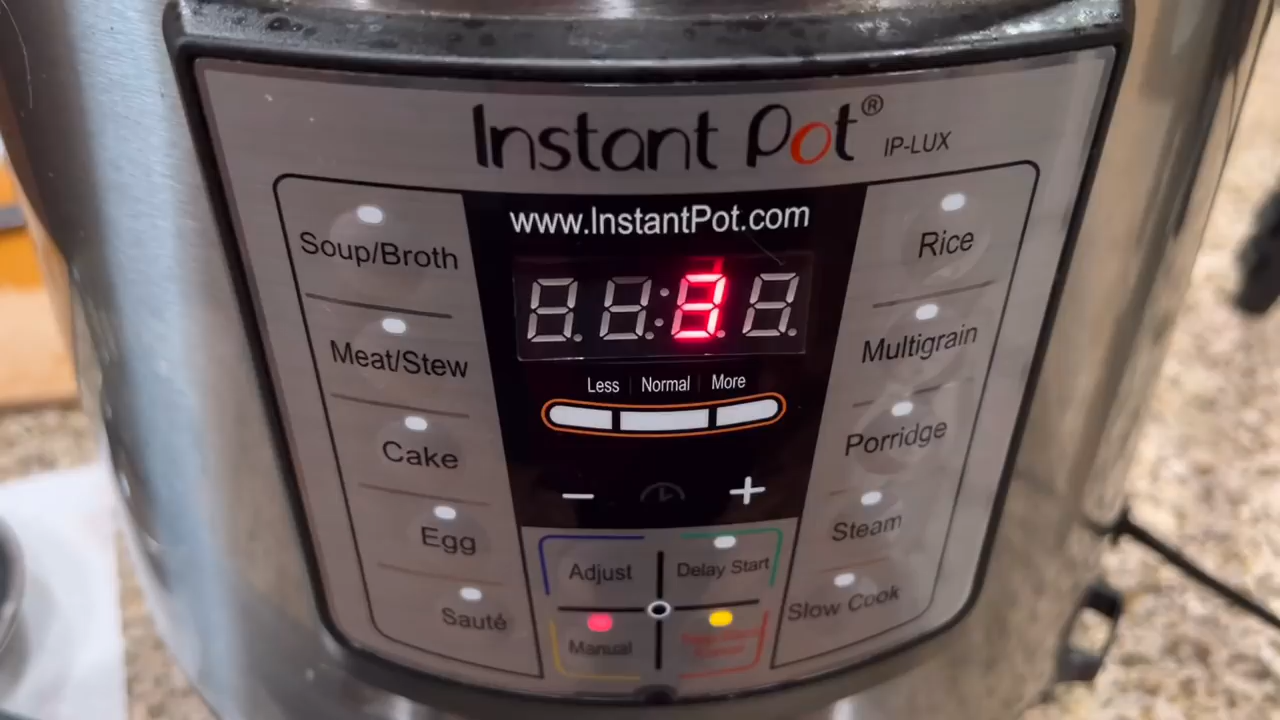 Instant Pot®
IP-LUX
www.InstantPot.com
3
Less Normal More
− +
Soup/Broth
Meat/Stew
Cake
Egg
Sauté
Rice
Multigrain
Porridge
Steam
Slow Cook
Adjust
Delay Start
Manual